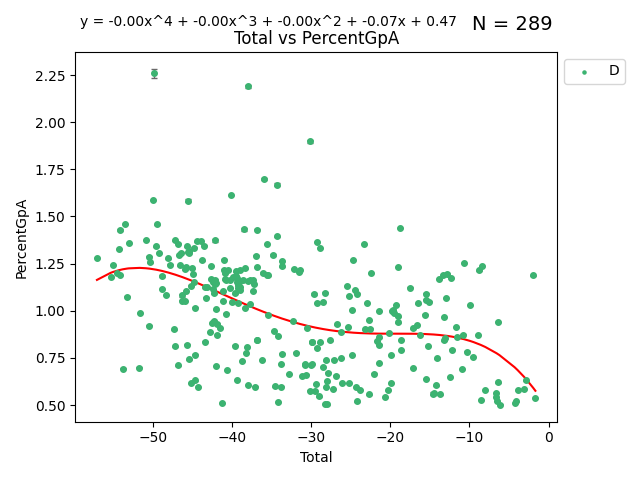 y = -0.00x^4 + -0.00x^3 + -0.00x^2 + -0.07x + 0.47
N = 289
Total vs PercentGpA
D
PercentGpA
2.25
2.00
1.75
1.50
1.25
1.00
0.75
0.50
−50 −40 −30 −20 −10 0
Total